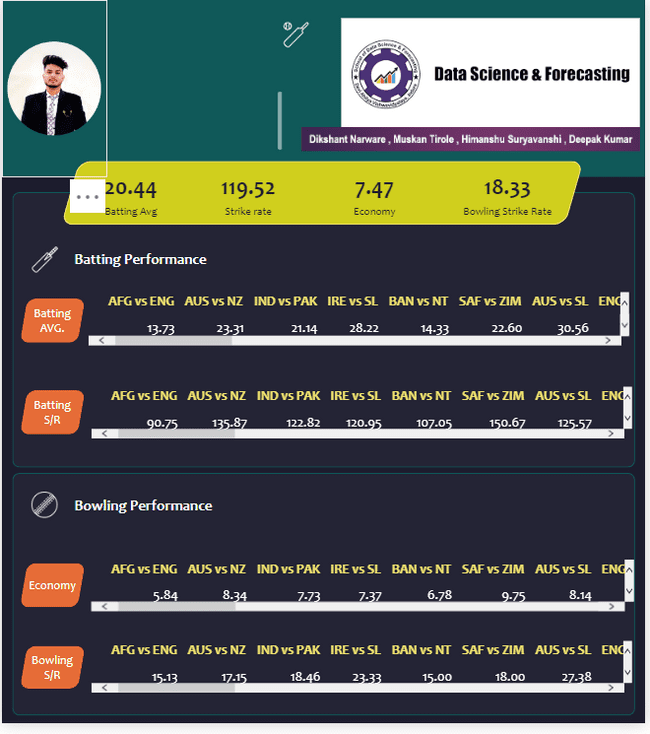 Data Science & Forecasting
Dikshant Narware , Muskan Tirole , Himanshu Suryavanshi , Deepak Kumar
20.44 119.52 7.47 18.33
Batting Avg Strike rate Economy Bowling Strike Rate
Batting Performance
AFG vs ENG AUS vs NZ IND vs PAK IRE vs SL BAN vs NT SAF vs ZIM AUS vs SL ENG
Batting
AVG.
13.73 23.31 21.14 28.22 14.33 22.60 30.56
AFG vs ENG AUS vs NZ IND vs PAK IRE vs SL BAN vs NT SAF vs ZIM AUS vs SL ENG
Batting
S/R
90.75 135.87 122.82 120.95 107.05 150.67 125.57
Bowling Performance
AFG vs ENG AUS vs NZ IND vs PAK IRE vs SL BAN vs NT SAF vs ZIM AUS vs SL ENG
Economy
5.84 8.34 7.73 7.37 6.78 9.75 8.14
AFG vs ENG AUS vs NZ IND vs PAK IRE vs SL BAN vs NT SAF vs ZIM AUS vs SL ENG
Bowling
S/R
15.13 17.15 18.46 23.33 15.00 18.00 27.38